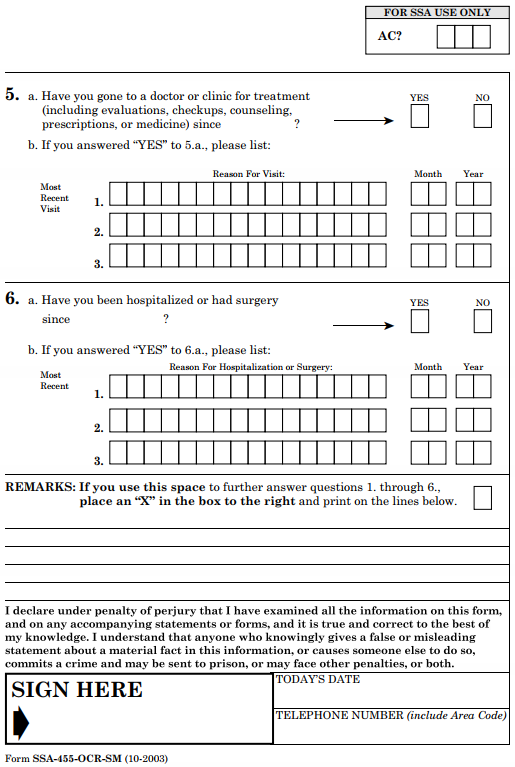 FOR SSA USE ONLY
AC?
5. a. Have you gone to a doctor or clinic for treatment
(including evaluations, checkups, counseling,
prescriptions, or medicine) since ?
YES NO
b. If you answered “YES” to 5.a., please list:
Reason For Visit: Month Year
Most
Recent
Visit
1.
2.
3.
6. a. Have you been hospitalized or had surgery
since ?
YES NO
b. If you answered “YES” to 6.a., please list:
Reason For Hospitalization or Surgery: Month Year
Most
Recent
1.
2.
3.
REMARKS: If you use this space to further answer questions 1. through 6.,
place an “X” in the box to the right and print on the lines below.
I declare under penalty of perjury that I have examined all the information on this form,
and on any accompanying statements or forms, and it is true and correct to the best of
my knowledge. I understand that anyone who knowingly gives a false or misleading
statement about a material fact in this information, or causes someone else to do so,
commits a crime and may be sent to prison, or may face other penalties, or both.
SIGN HERE
TODAY'S DATE
TELEPHONE NUMBER (include Area Code)
Form SSA-455-OCR-SM (10-2003)